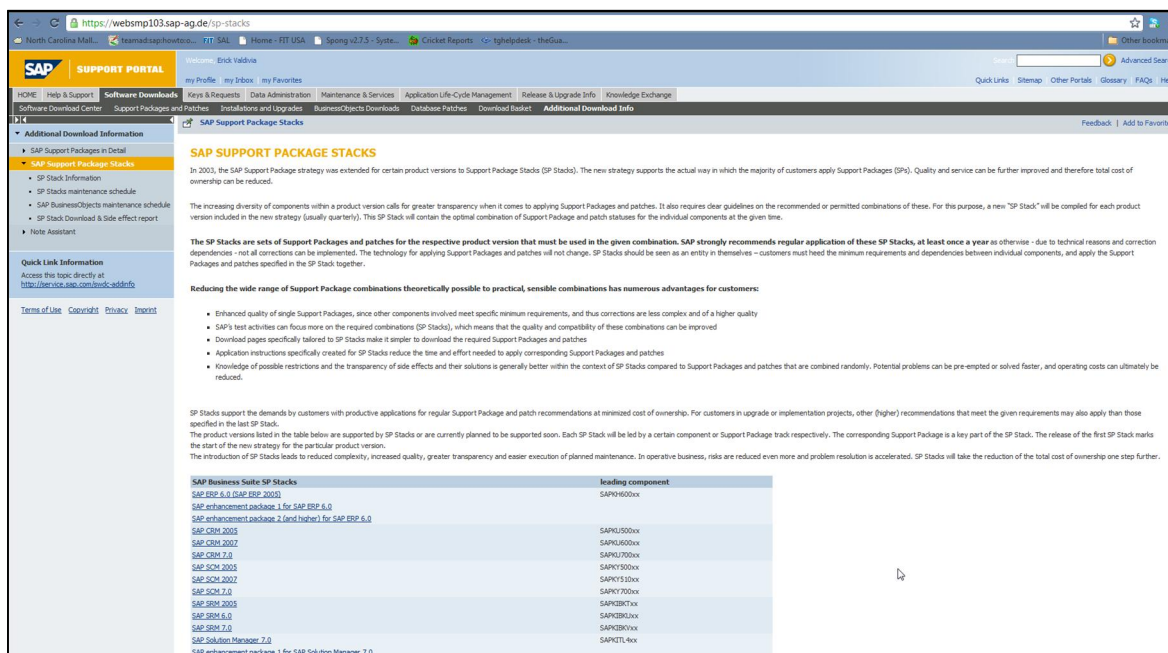 https://websmp103.sap-ag.de/sp-stacks
North Carolina Mall... teamad:sap:howto:o... FIT SAL Home - FIT USA Spong v2.7.5 - Syste... Cricket Reports tghelpdesk - theGua... Other bookma
SAP SUPPORT PORTAL
Welcome, Erick Valdivia
Search Advanced Sear
my Profile my Inbox my Favorites
Quick Links Sitemap Other Portals Glossary FAQs He
HOME Help & Support Software Downloads Keys & Requests Data Administration Maintenance & Services Application Life-Cycle Management Release & Upgrade Info Knowledge Exchange
Software Download Center Support Packages and Patches Installations and Upgrades BusinessObjects Downloads Database Patches Download Basket Additional Download Info
SAP Support Package Stacks
Feedback | Add to Favorite
Additional Download Information
SAP Support Packages in Detail
SAP Support Package Stacks
SP Stack Information
SP Stacks maintenance schedule
SAP BusinessObjects maintenance schedule
SP Stack Download & Side effect report
Note Assistant
Quick Link Information
Access this topic directly at
http://service.sap.com/swdc-addinfo
Terms of Use Copyright Privacy Imprint
SAP SUPPORT PACKAGE STACKS
In 2003, the SAP Support Package strategy was extended for certain product versions to Support Package Stacks (SP Stacks). The new strategy supports the actual way in which the majority of customers apply Support Packages (SPs). Quality and service can be further improved and therefore total cost of
ownership can be reduced.
The increasing diversity of components within a product version calls for greater transparency when it comes to applying Support Packages and patches. It also requires clear guidelines on the recommended or permitted combinations of these. For this purpose, a new "SP Stack" will be compiled for each product
version included in the new strategy (usually quarterly). This SP Stack will contain the optimal combination of Support Package and patch statuses for the individual components at the given time.
The SP Stacks are sets of Support Packages and patches for the respective product version that must be used in the given combination. SAP strongly recommends regular application of these SP Stacks, at least once a year as otherwise - due to technical reasons and correction
dependencies - not all corrections can be implemented. The technology for applying Support Packages and patches will not change. SP Stacks should be seen as an entity in themselves – customers must heed the minimum requirements and dependencies between individual components, and apply the Support
Packages and patches specified in the SP Stack together.
Reducing the wide range of Support Package combinations theoretically possible to practical, sensible combinations has numerous advantages for customers:
Enhanced quality of single Support Packages, since other components involved meet specific minimum requirements, and thus corrections are less complex and of a higher quality
SAP's test activities can focus more on the required combinations (SP Stacks), which means that the quality and compatibility of these combinations can be improved
Download pages specifically tailored to SP Stacks make it simpler to download the required Support Packages and patches
Application instructions specifically created for SP Stacks reduce the time and effort needed to apply corresponding Support Packages and patches
Knowledge of possible restrictions and the transparency of side effects and their solutions is generally better within the context of SP Stacks compared to Support Packages and patches that are combined randomly. Potential problems can be pre-empted or solved faster, and operating costs can ultimately be
reduced.
SP Stacks support the demands by customers with productive applications for regular Support Package and patch recommendations at minimized cost of ownership. For customers in upgrade or implementation projects, other (higher) recommendations that meet the given requirements may also apply than those
specified in the last SP Stack.
The product versions listed in the table below are supported by SP Stacks or are currently planned to be supported soon. Each SP Stack will be led by a certain component or Support Package track respectively. The corresponding Support Package is a key part of the SP Stack. The release of the first SP Stack marks
the start of the new strategy for the particular product version.
The introduction of SP Stacks leads to reduced complexity, increased quality, greater transparency and easier execution of planned maintenance. In operative business, risks are reduced even more and problem resolution is accelerated. SP Stacks will take the reduction of the total cost of ownership one step further.
SAP Business Suite SP Stacks leading component
SAP ERP 6.0 (SAP ERP 2005) SAPKH600xx
SAP enhancement package 1 for SAP ERP 6.0
SAP enhancement package 2 (and higher) for SAP ERP 6.0
SAP CRM 2005 SAPKU500xx
SAP CRM 2007 SAPKU600xx
SAP CRM 7.0 SAPKU700xx
SAP SCM 2005 SAPKY500xx
SAP SCM 2007 SAPKY510xx
SAP SCM 7.0 SAPKY700xx
SAP SRM 2005 SAPKIBKTxx
SAP SRM 6.0 SAPKIBKUxx
SAP SRM 7.0 SAPKIBKVxx
SAP Solution Manager 7.0 SAPKITL4xx
SAP enhancement package 1 for SAP Solution Manager 7.0